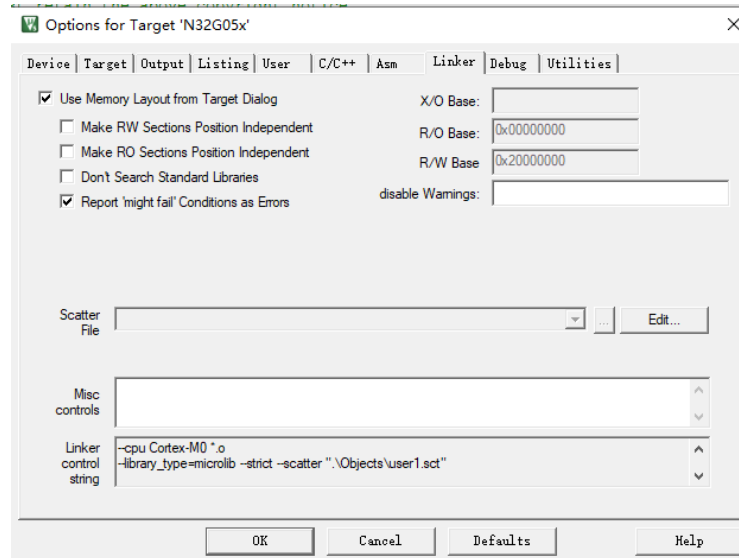 Options for Target 'N32G05x'
Device Target Output Listing User C/C++ Asm Linker Debug Utilities
Use Memory Layout from Target Dialog
X/O Base:
Make RW Sections Position Independent
R/O Base: 0x00000000
Make RO Sections Position Independent
R/W Base 0x20000000
Don't Search Standard Libraries
disable Warnings:
Report 'might fail' Conditions as Errors
Scatter
File
... Edit...
Misc
controls
Linker
control
string
--cpu Cortex-M0 *.o
--library_type=microlib --strict --scatter ".\Objects\user1.sct"
OK Cancel Defaults Help